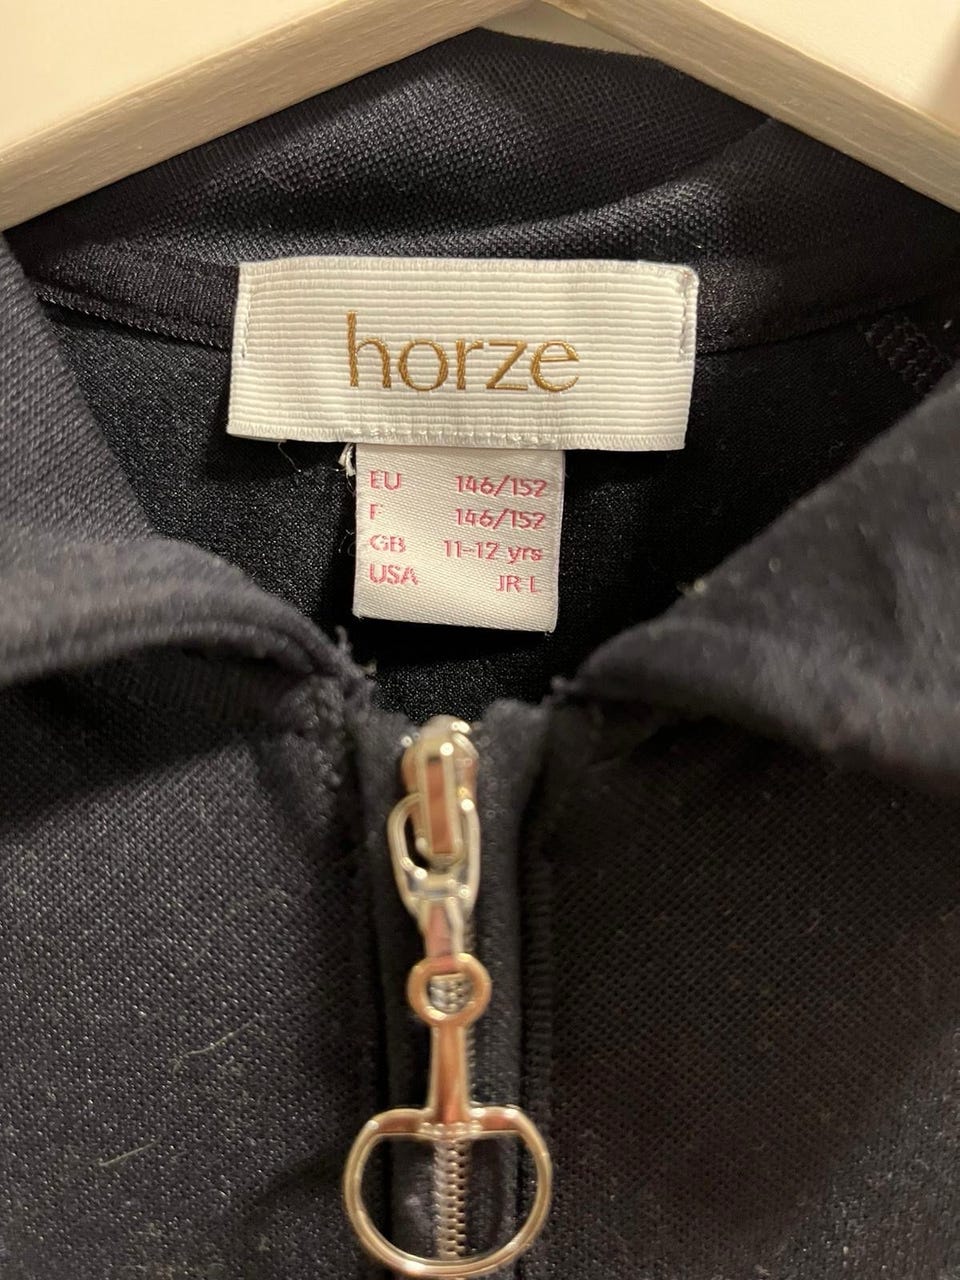 horze
EU 146/152
F 146/152
GB 11-12 yrs
USA JR L